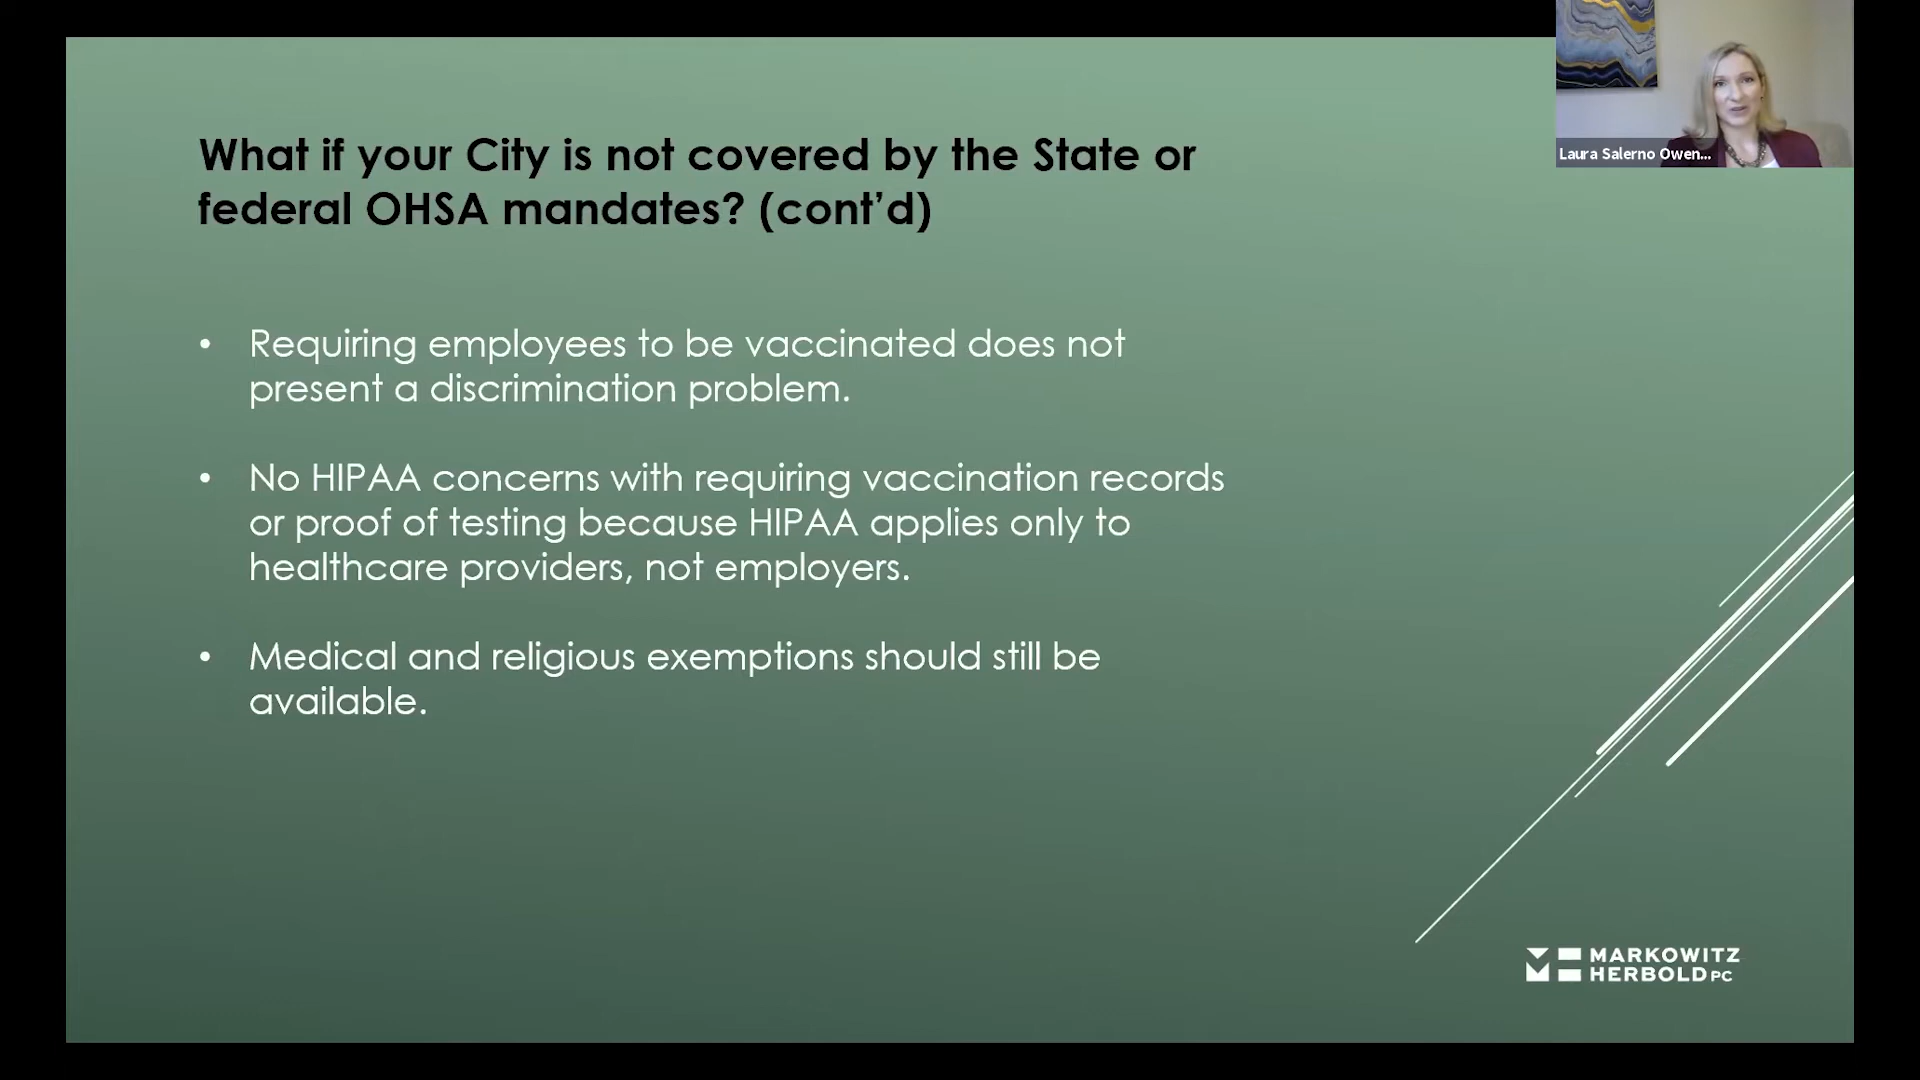 What if your City is not covered by the State or
federal OHSA mandates? (cont’d)
• Requiring employees to be vaccinated does not
present a discrimination problem.
• No HIPAA concerns with requiring vaccination records
or proof of testing because HIPAA applies only to
healthcare providers, not employers.
• Medical and religious exemptions should still be
available.
Laura Salerno Owen...
MARKOWITZ
HERBOLD PC